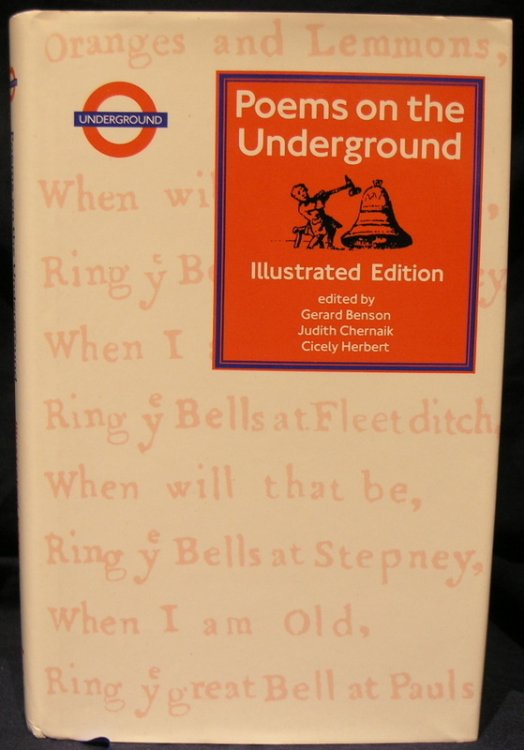 Oranges and Lemmons,
UNDERGROUND
Poems on the
Underground
Illustrated Edition
edited by
Gerard Benson
Judith Chernaik
Cicely Herbert
When wil
Ring yͤ Be
ey
When I a
Ring yͤ Bells at Fleetditch,
When will that be,
Ring yͤ Bells at Stepney,
When I am Old,
Ring yͤ great Bell at Pauls